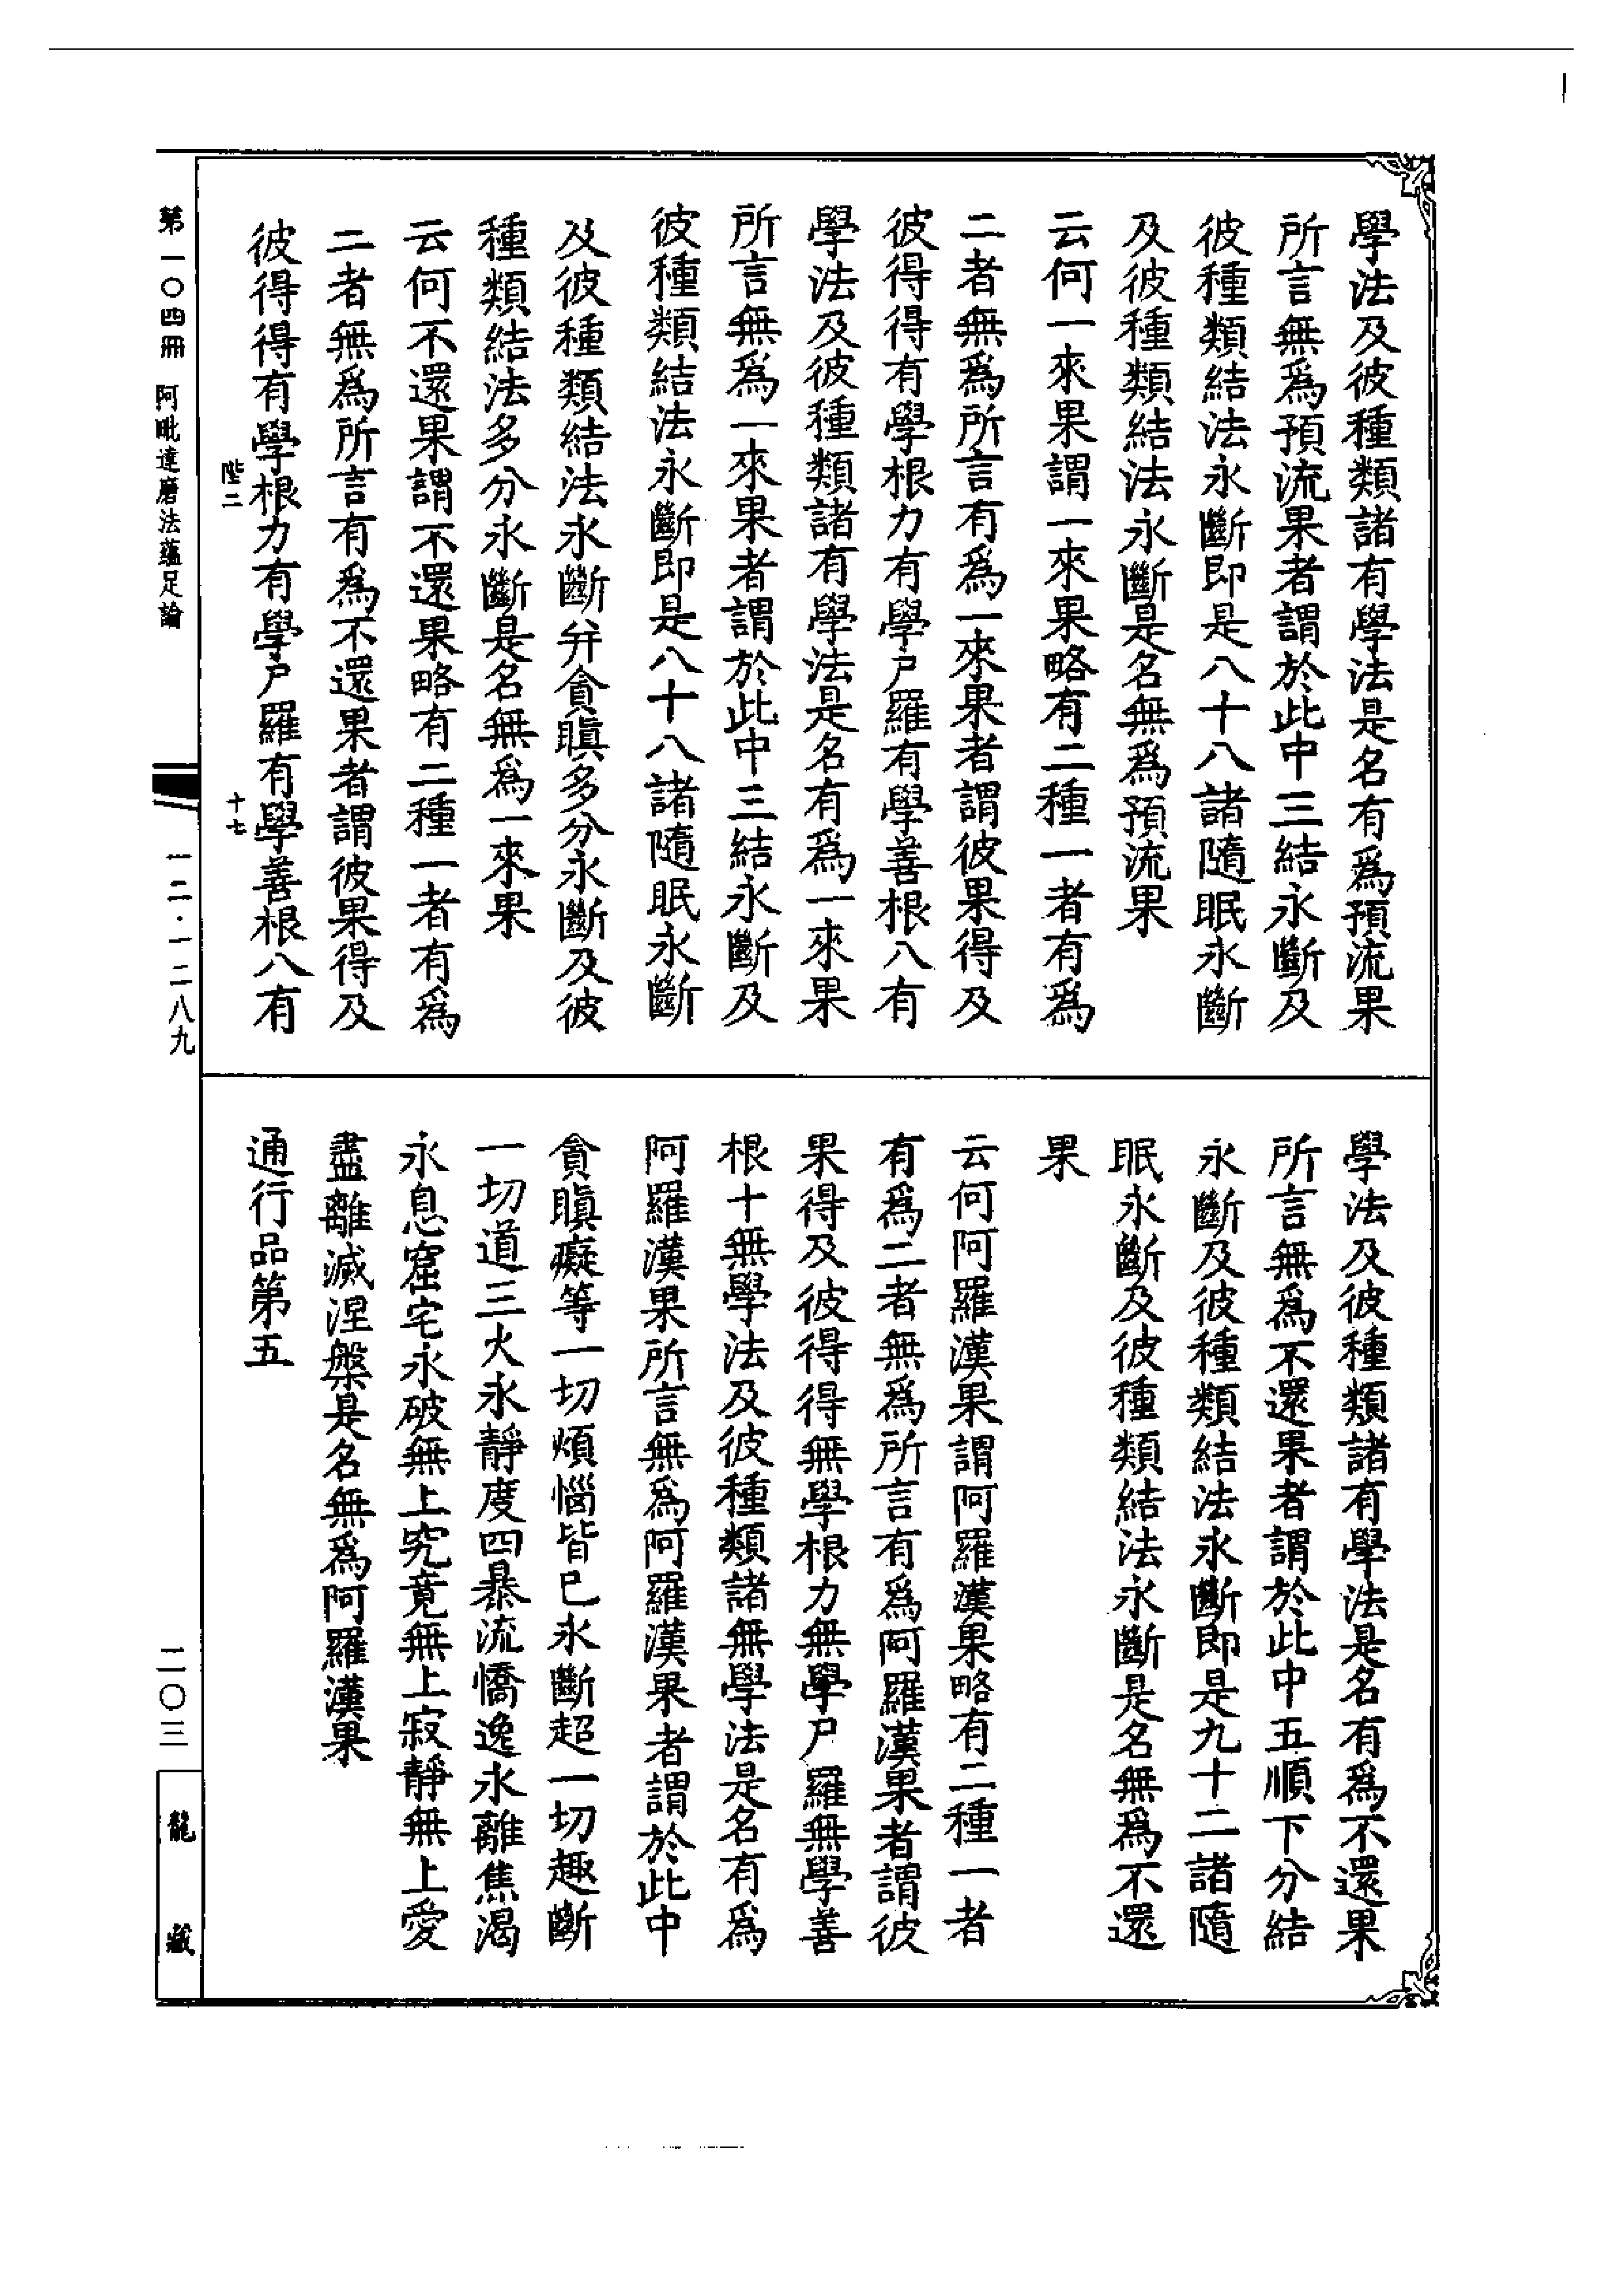 學法及彼種類諸有學法是名有爲預流果
所言無爲預流果者謂於此中三結永斷及
彼種類結法永斷即是八十八諸隨眠永斷
及彼種類結法永斷是名無爲預流果
云何一來果謂一來果略有二種一者有爲
二者無爲所言有爲一來果者謂彼果得及
彼得得有學根力有學尸羅有學善根八有
學法及彼種類諸有學法是名有爲一來果
所言無爲一來果者謂於此中三結永斷及
彼種類結法永斷即是八十八諸隨眠永斷
及彼種類結法永斷并貪瞋多分永斷及彼
種類結法多分永斷是名無爲一來果
云何不還果謂不還果略有二種一者有爲
二者無爲所言有爲不還果者謂彼果得及
彼得得有學根力有學尸羅有學善根八有
陛二
十七
學法及彼種類諸有學法是名有爲不還果
所言無爲不還果者謂於此中五順下分結
永斷及彼種類結法永斷即是九十二諸隨
眠永斷及彼種類結法永斷是名無爲不還
果
云何阿羅漢果謂阿羅漢果略有二種一者
有爲二者無爲所言有爲阿羅漢果者謂彼
果得及彼得得無學根力無學尸羅無學善
根十無學法及彼種類諸無學法是名有爲
阿羅漢果所言無爲阿羅漢果者謂於此中
貪瞋癡等一切煩惱皆已永斷超一切趣斷
一切道三火永靜度四暴流憍逸永離焦渴
永息窟宅永破無上究竟無上寂靜無上愛
盡離滅涅槃是名無爲阿羅漢果
通行品第五
第一〇四冊 阿毗達磨法蘊足論
一二·一二八九
二〇三
龍藏